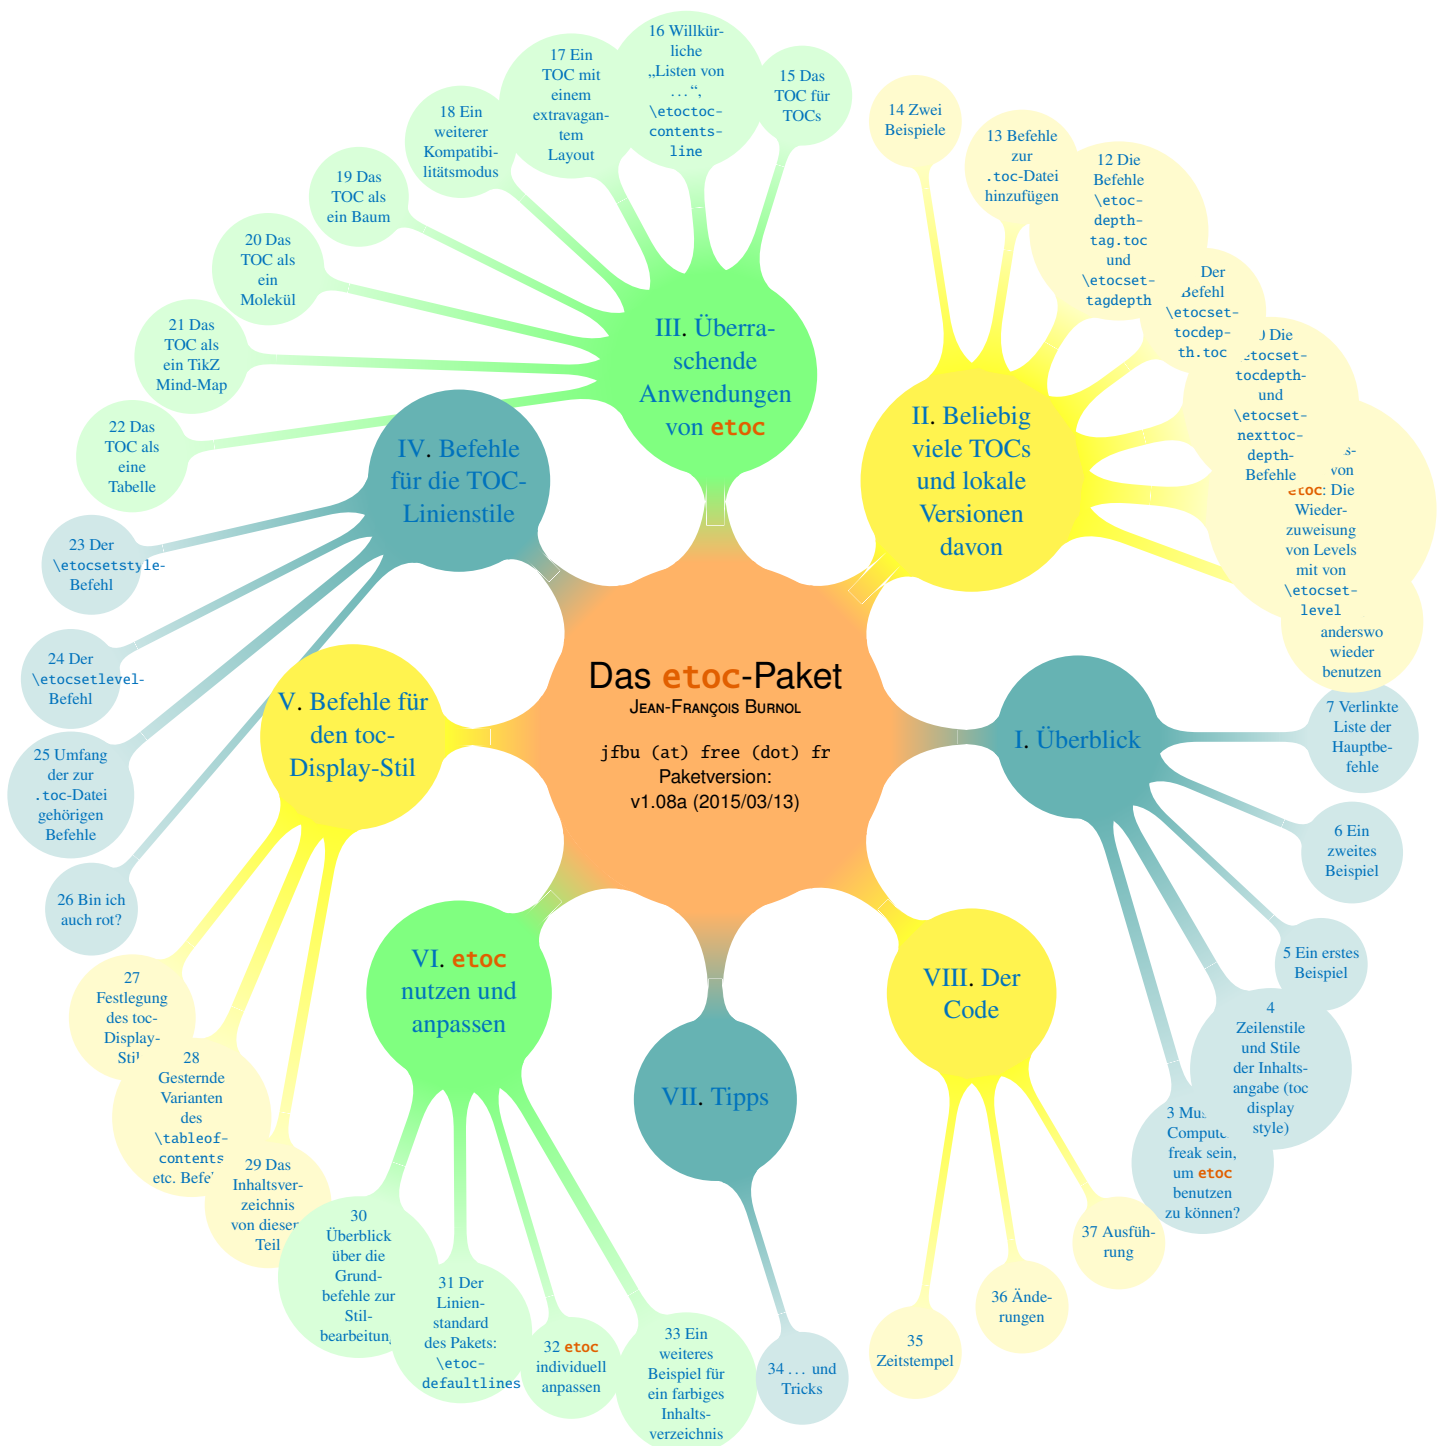 Das etoc-Paket
Jean-François Burnol
jfbu (at) free (dot) fr
Paketversion:
v1.08a (2015/03/13)
I. Überblick
3
Computer
freak sein,
um etoc
benutzen
zu können?
4
Zeilenstile
und Stile
der Inhalts-
angabe (toc
display
style)
5 Ein erstes
Beispiel
6 Ein
zweites
Beispiel
7 Verlinkte
Liste der
Hauptbe-
fehle
anderswo
wieder
benutzen
II. Beliebig
viele TOCs
und lokale
Versionen
davon
von
etoc: Die
Wieder-
zuweisung
von Levels
mit von
\etocset-
level
Die
\etocset-
tocdepth-
und
\etocset-
nexttoc-
depth-
Befehle
Der
Befehl
\etocset-
tocdep-
th.toc
12 Die
Befehle
\etoc-
depth-
tag.toc
und
\etocset-
tagdepth
13 Befehle
zur
.toc-Datei
hinzufügen
14 Zwei
Beispiele
III. Überra-
schende
Anwendungen
von etoc
15 Das
TOC für
TOCs
16 Willkür-
liche
„Listen von
...“,
\etoctoc-
contents-
line
17 Ein
TOC mit
einem
extravagan-
tem
Layout
18 Ein
weiterer
Kompatibi-
litätsmodus
19 Das
TOC als
ein Baum
20 Das
TOC als
ein
Molekül
21 Das
TOC als
ein TikZ
Mind-Map
22 Das
TOC als
eine
Tabelle
IV. Befehle
für die TOC-
Linienstile
23 Der
\etocsetstyle-
Befehl
24 Der
\etocsetlevel-
Befehl
25 Umfang
der zur
.toc-Datei
gehörigen
Befehle
26 Bin ich
auch rot?
V. Befehle für
den toc-
Display-Stil
27
Festlegung
des toc-
Display-
Stil
28
Gesternde
Varianten
des
\tableof-
contents
etc. Befe
29 Das
Inhaltsver-
zeichnis
von diesem
Teil
VI. etoc
nutzen und
anpassen
30
Überblick
über die
Grund-
befehle zur
Stil-
bearbeitung
31 Der
Linien-
standard
des Pakets:
\etoc-
defaultlines
32 etoc
individuell
anpassen
33 Ein
weiteres
Beispiel für
ein farbiges
Inhalts-
verzeichnis
VII. Tipps
34 ... und
Tricks
VIII. Der
Code
35
Zeitstempel
36 Ände-
rungen
37 Ausfüh-
rung